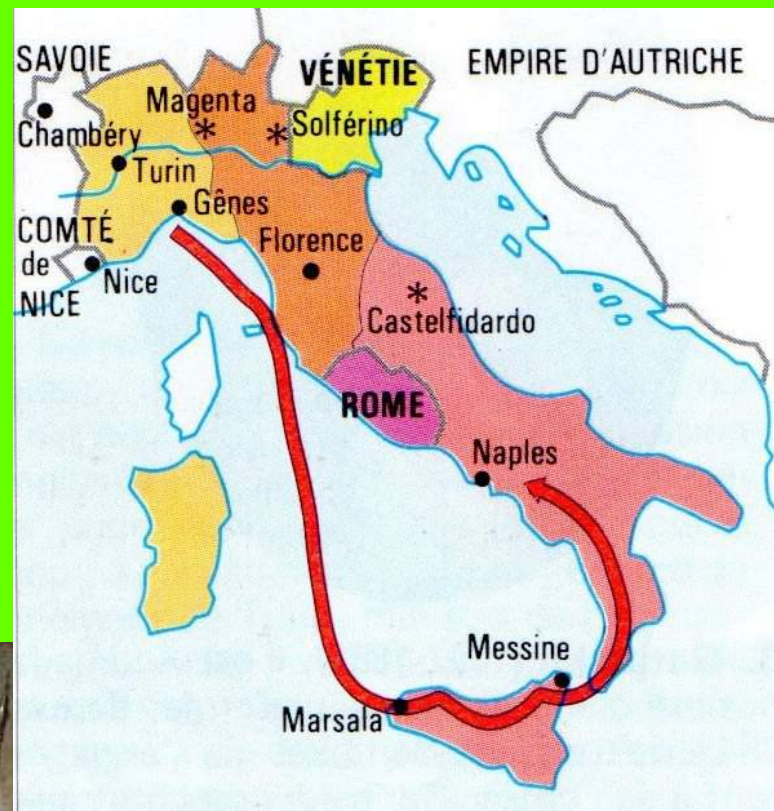 SAVOIE
VÉNÉTIE
EMPIRE D'AUTRICHE
Magenta
Solférino
Chambéry
Turin
Gênes
COMTÉ
de
NICE
Nice
Florence
Castelfidardo
ROME
Naples
Messine
Marsala